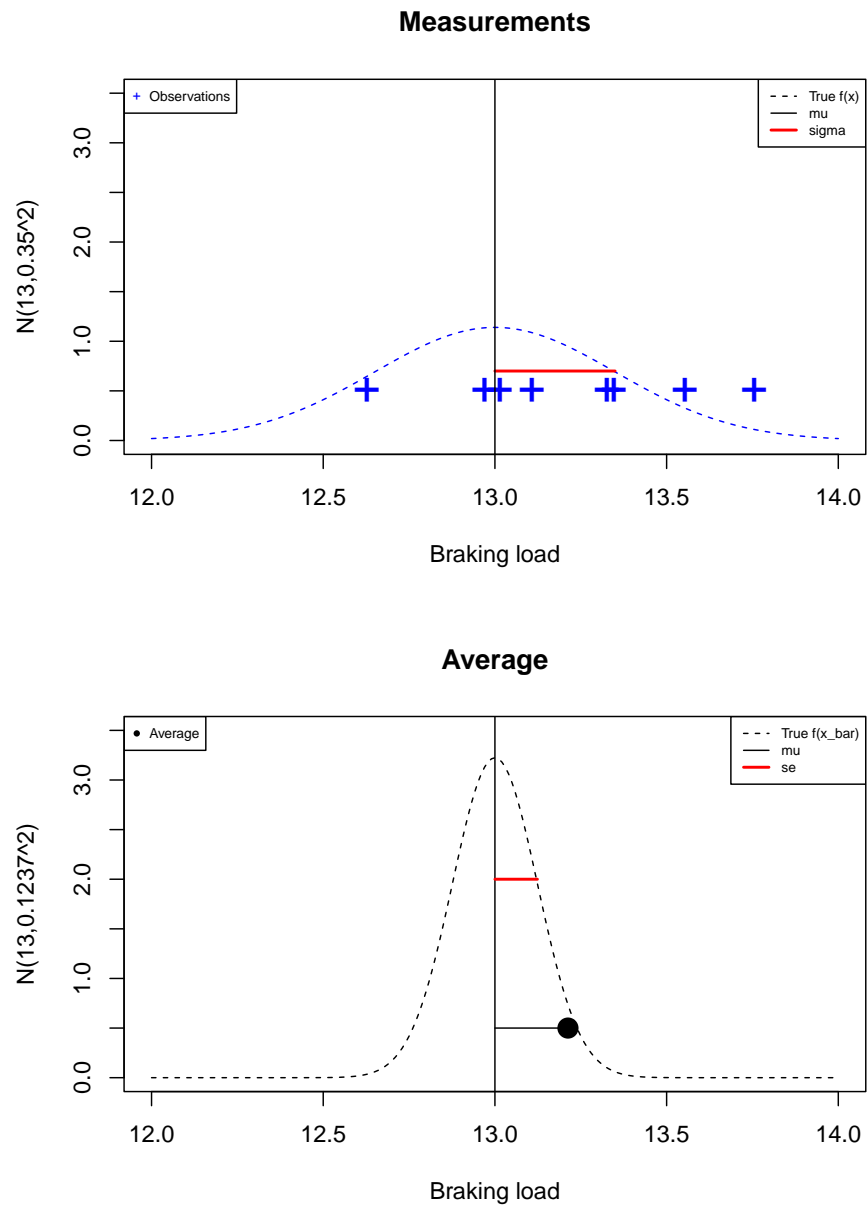 Measurements
+ Observations
True f(x)
mu
sigma
N(13,0.35^2)
0.0 1.0 2.0 3.0
12.0 12.5 13.0 13.5 14.0
Braking load
Average
Average
True f(x_bar)
mu
se
N(13,0.1237^2)
0.0 1.0 2.0 3.0
12.0 12.5 13.0 13.5 14.0
Braking load